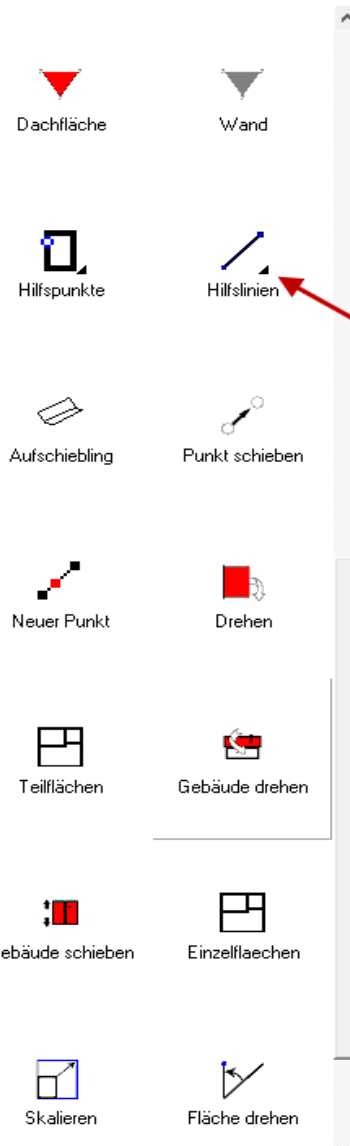 Dachfläche
Wand
Hilfspunkte
Hilfslinien
Aufschiebling
Punkt schieben
Neuer Punkt
Drehen
Teilflächen
Gebäude drehen
ebäude schieben
Einzelflaechen
Skalieren
Fläche drehen